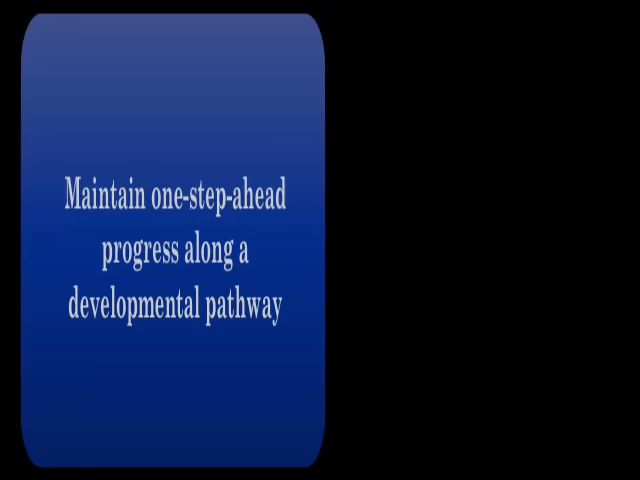 Maintain one-step-ahead
progress along a
developmental pathway